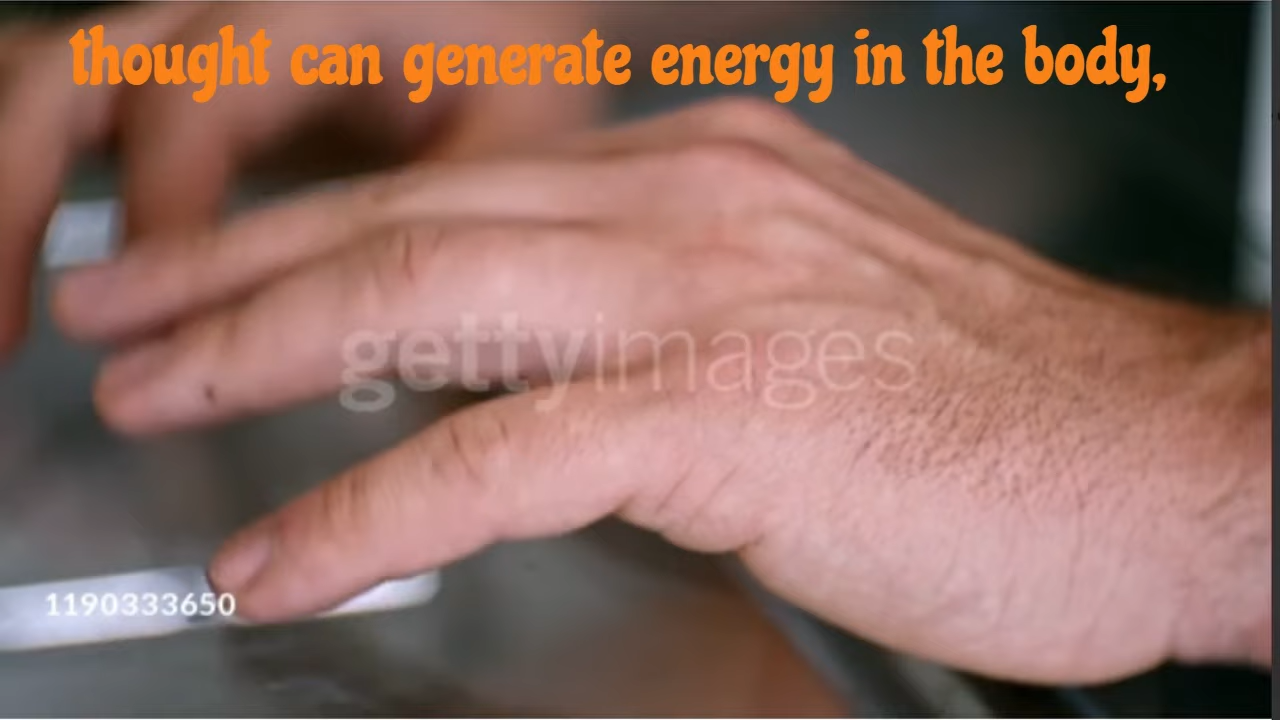 thought can generate energy in the body,
gettyimages
1190333650